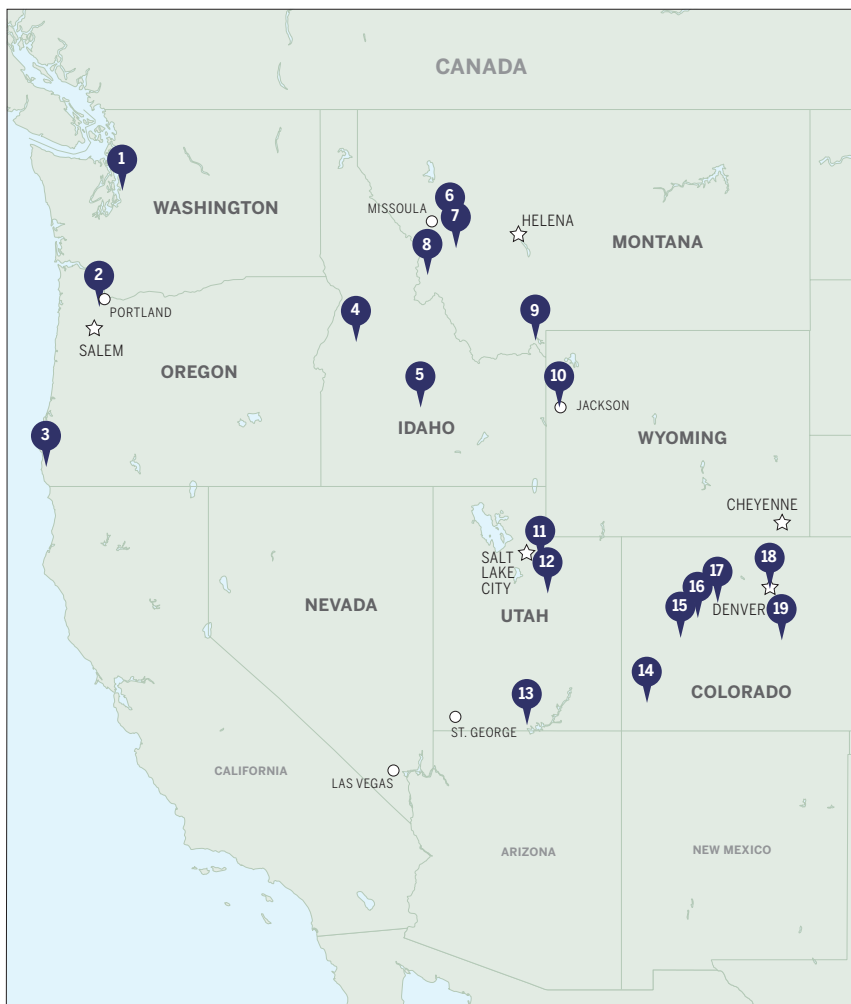 CANADA
1
WASHINGTON
6
MISSOULA
7
HELENA
MONTANA
8
2
PORTLAND
SALEM
4
9
OREGON
5
10
JACKSON
IDAHO
WYOMING
3
CHEYENNE
11
SALT
LAKE
CITY
12
UTAH
NEVADA
18
17
16
DENVER
15
19
14
COLORADO
13
ST. GEORGE
CALIFORNIA
LAS VEGAS
ARIZONA
NEW MEXICO